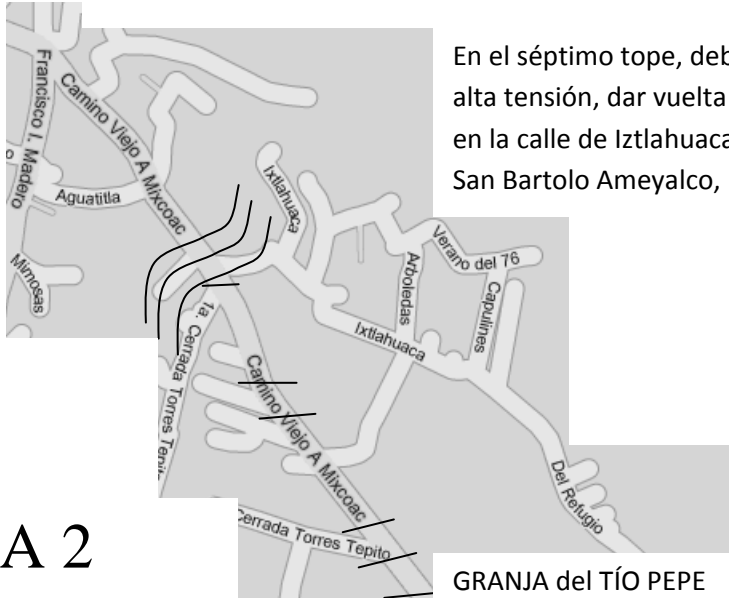 En el séptimo tope, deb
alta tensión, dar vuelta
en la calle de Iztlahuaca
San Bartolo Ameyalco,
Francisco I. Madero
Camino Viejo A Mixcoac
Aguatitla
Mimosas
Ixtlahuaca
Verano del 76
Arboledas
Capulines
Ixtlahuaca
1a. Cerrada Torres Tepito
Camino Viejo A Mixcoac
Del Refugio
Cerrada Torres Tepito
A 2
GRANJA del TÍO PEPE